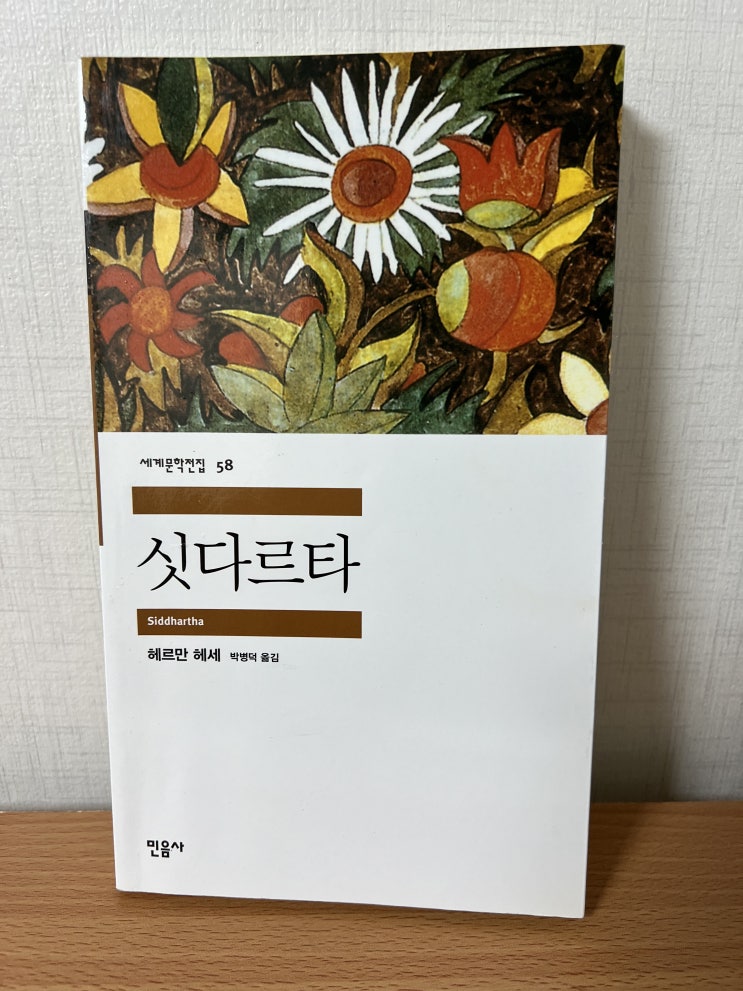 세계문학전집 58
싯다르타
Siddhartha
헤르만 헤세 박병덕 옮김
민음사